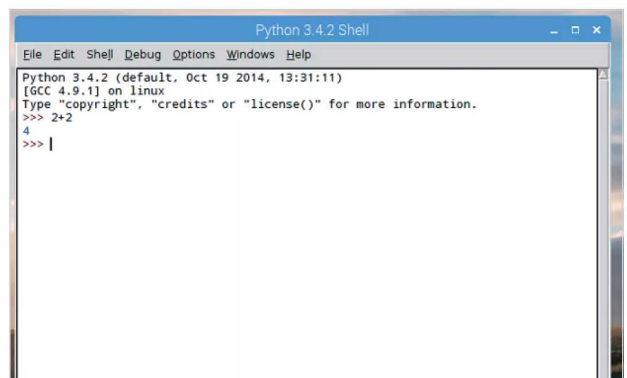 Python 3.4.2 Shell
File Edit Shell Debug Options Windows Help
Python 3.4.2 (default, Oct 19 2014, 13:31:11)
[GCC 4.9.1] on linux
Type "copyright", "credits" or "license()" for more information.
>>> 2+2
4
>>>